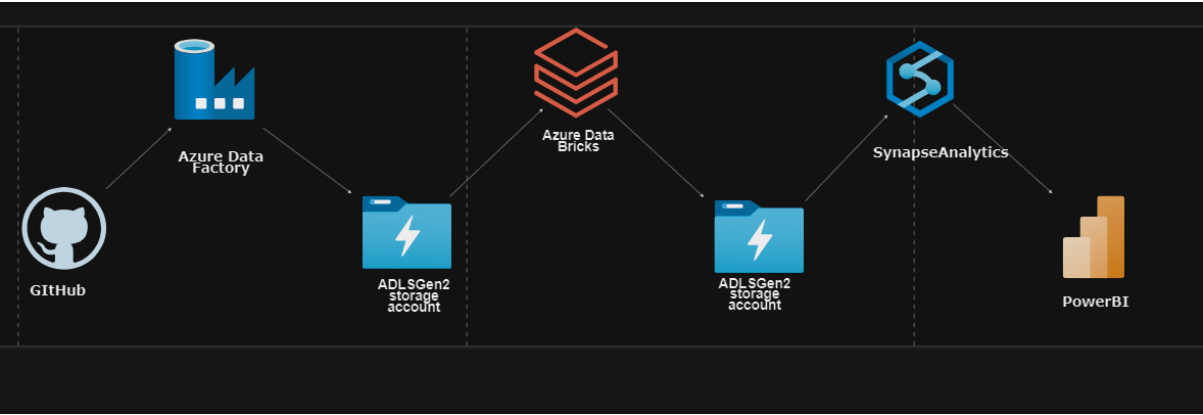 Azure Data
Factory
Azure Data
Bricks
SynapseAnalytics
GItHub
ADLSGen2
storage
account
ADLSGen2
storage
account
PowerBI